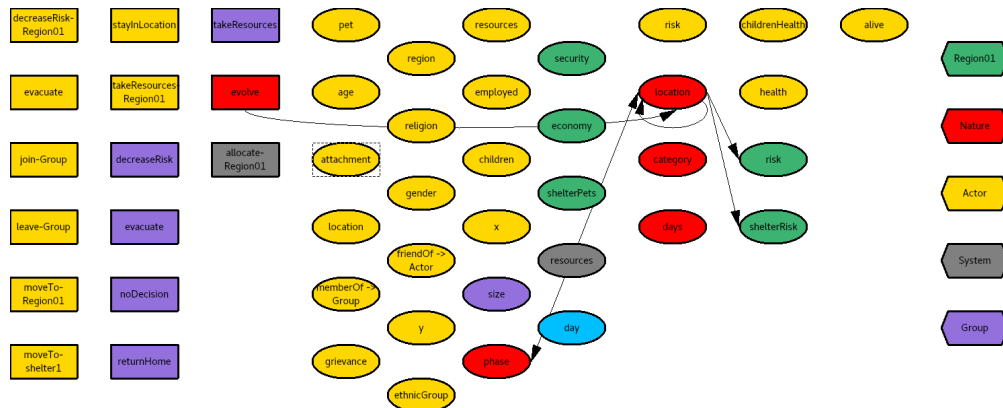 decreaseRisk-
Region01
stayInLocation
takeResources
pet
resources
risk
childrenHealth
alive
region
security
Region01
evacuate
takeResources-
Region01
evolve
age
employed
location
health
religion
economy
Nature
join-Group
decreaseRisk
allocate-
Region01
attachment
children
category
risk
gender
shelterPets
Actor
leave-Group
evacuate
location
x
days
shelterRisk
friendOf ->
Actor
resources
System
moveTo-
Region01
noDecision
memberOf ->
Group
size
y
day
Group
moveTo-
shelter1
returnHome
grievance
phase
ethnicGroup